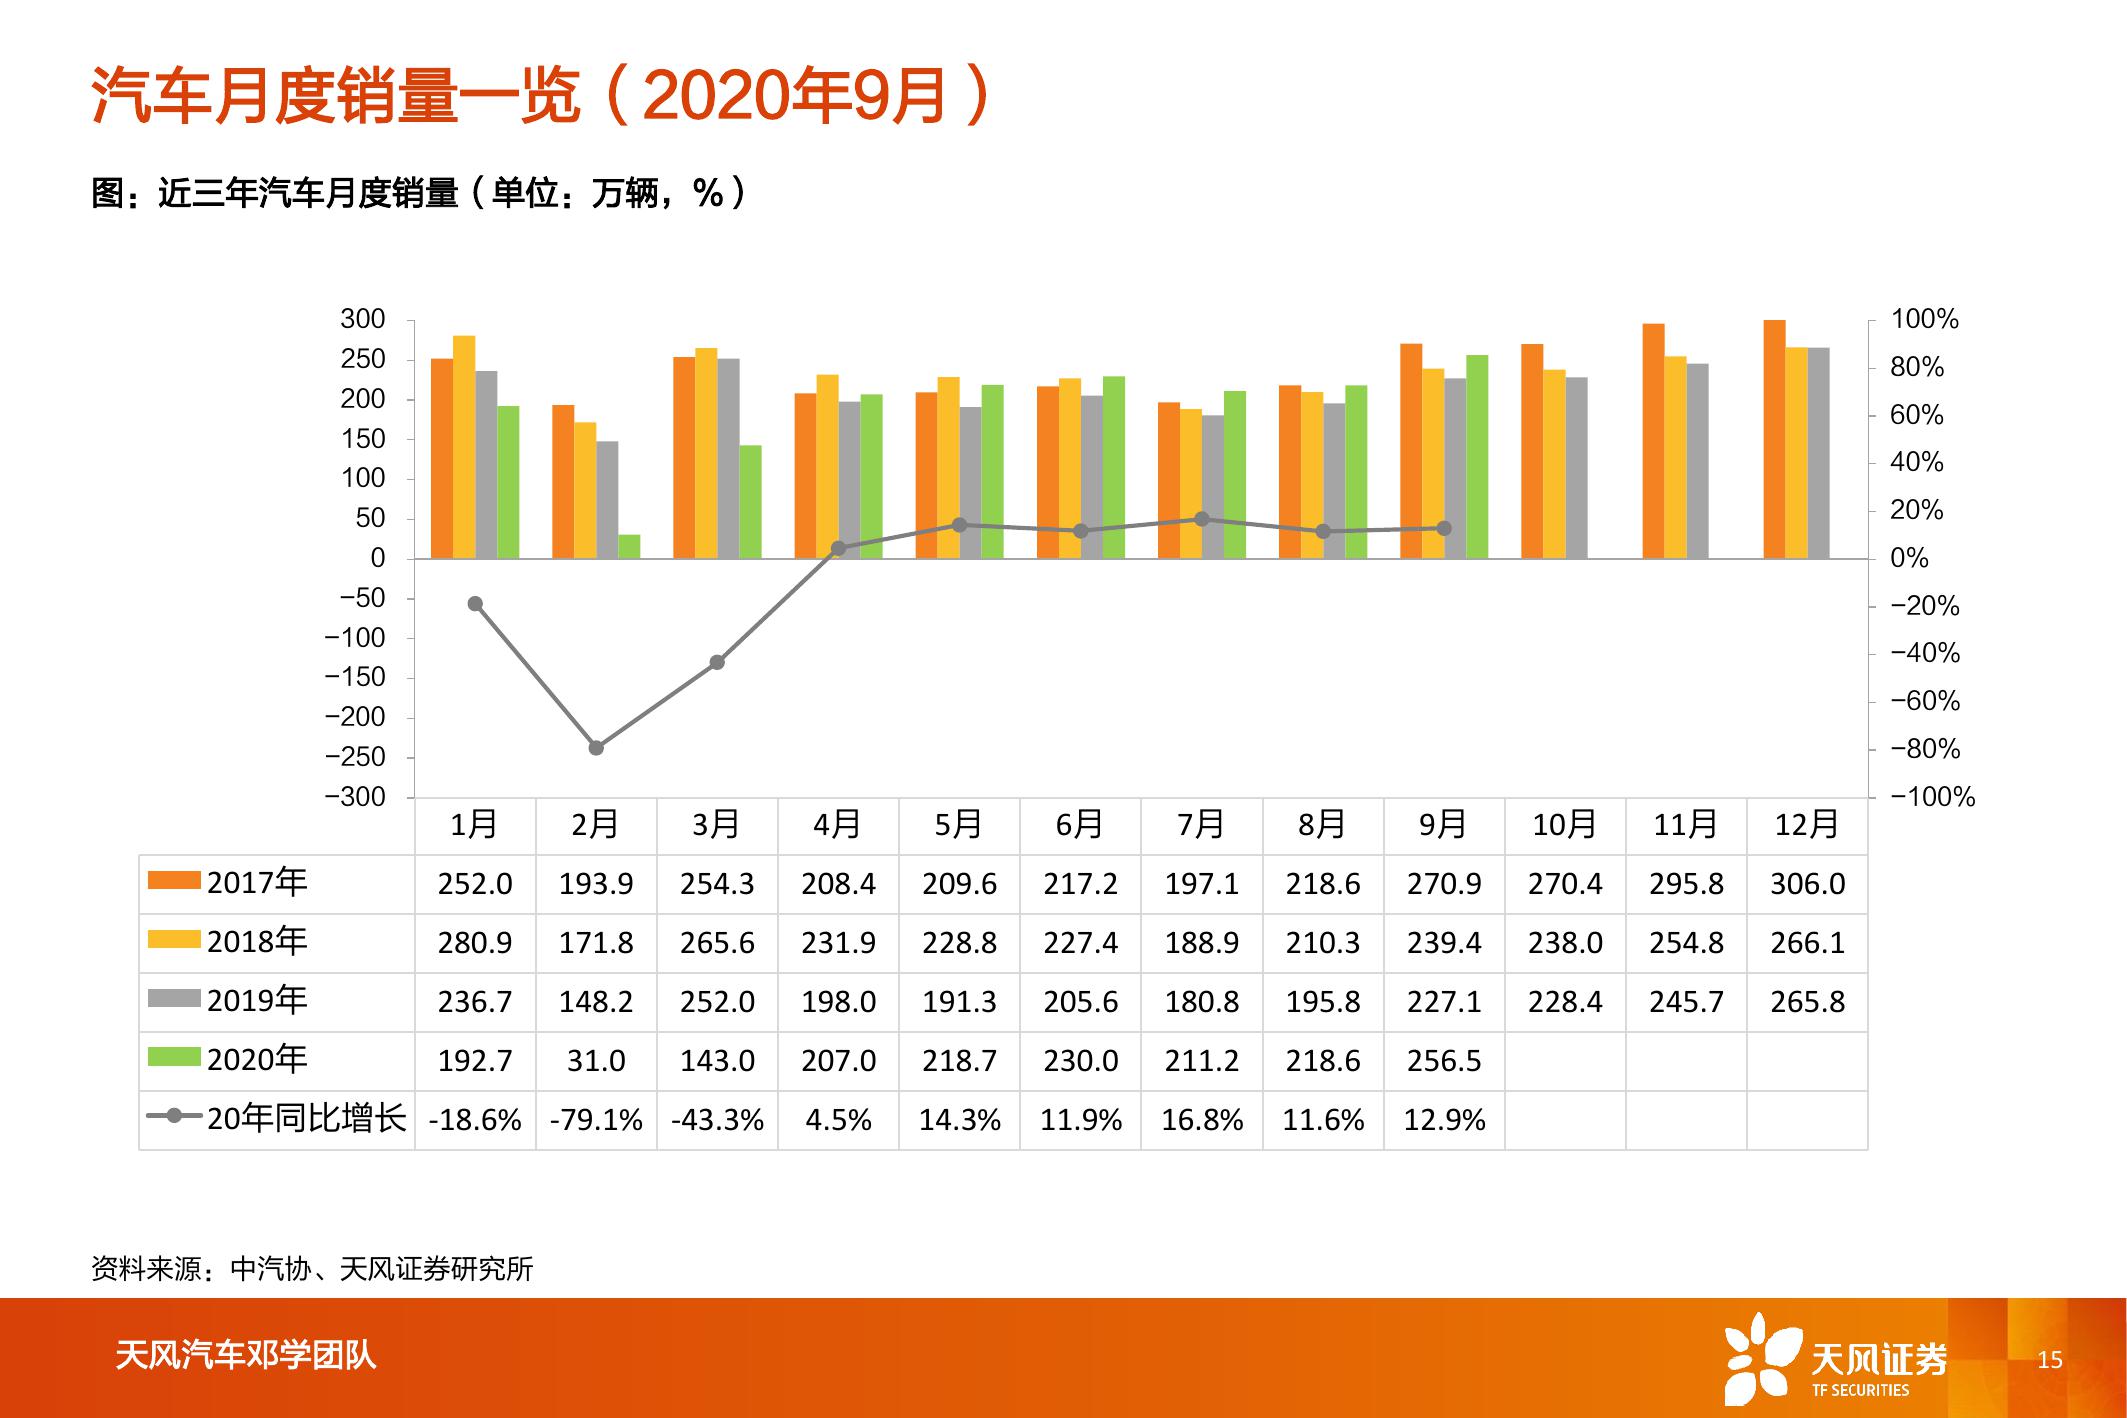 汽车月度销量一览（2020年9月）
图：近三年汽车月度销量（单位：万辆，%）
300
250
200
150
100
50
0
−50
−100
−150
−200
−250
−300
100%
80%
60%
40%
20%
0%
−20%
−40%
−60%
−80%
−100%
1月 2月 3月 4月 5月 6月 7月 8月 9月 10月 11月 12月
2017年 252.0 193.9 254.3 208.4 209.6 217.2 197.1 218.6 270.9 270.4 295.8 306.0
2018年 280.9 171.8 265.6 231.9 228.8 227.4 188.9 210.3 239.4 238.0 254.8 266.1
2019年 236.7 148.2 252.0 198.0 191.3 205.6 180.8 195.8 227.1 228.4 245.7 265.8
2020年 192.7 31.0 143.0 207.0 218.7 230.0 211.2 218.6 256.5
20年同比增长 -18.6% -79.1% -43.3% 4.5% 14.3% 11.9% 16.8% 11.6% 12.9%
资料来源：中汽协、天风证券研究所
天风汽车邓学团队
天风证券
TF SECURITIES
15